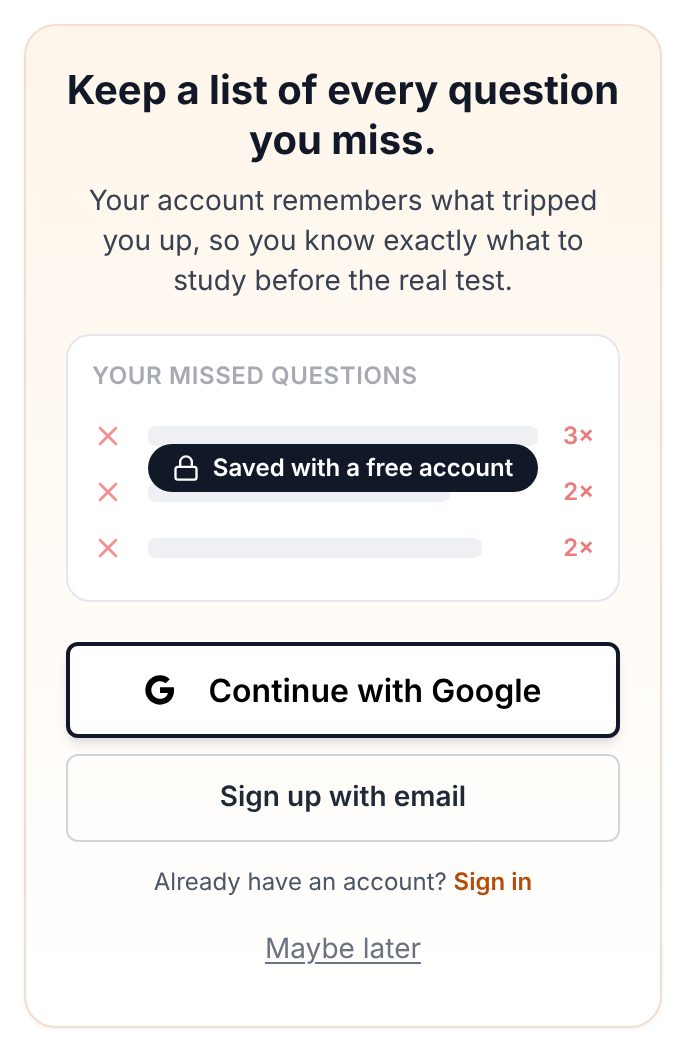 Keep a list of every question
you miss.
Your account remembers what tripped
you up, so you know exactly what to
study before the real test.
YOUR MISSED QUESTIONS
3×
Saved with a free account
2×
2×
Continue with Google
Sign up with email
Already have an account? Sign in
Maybe later